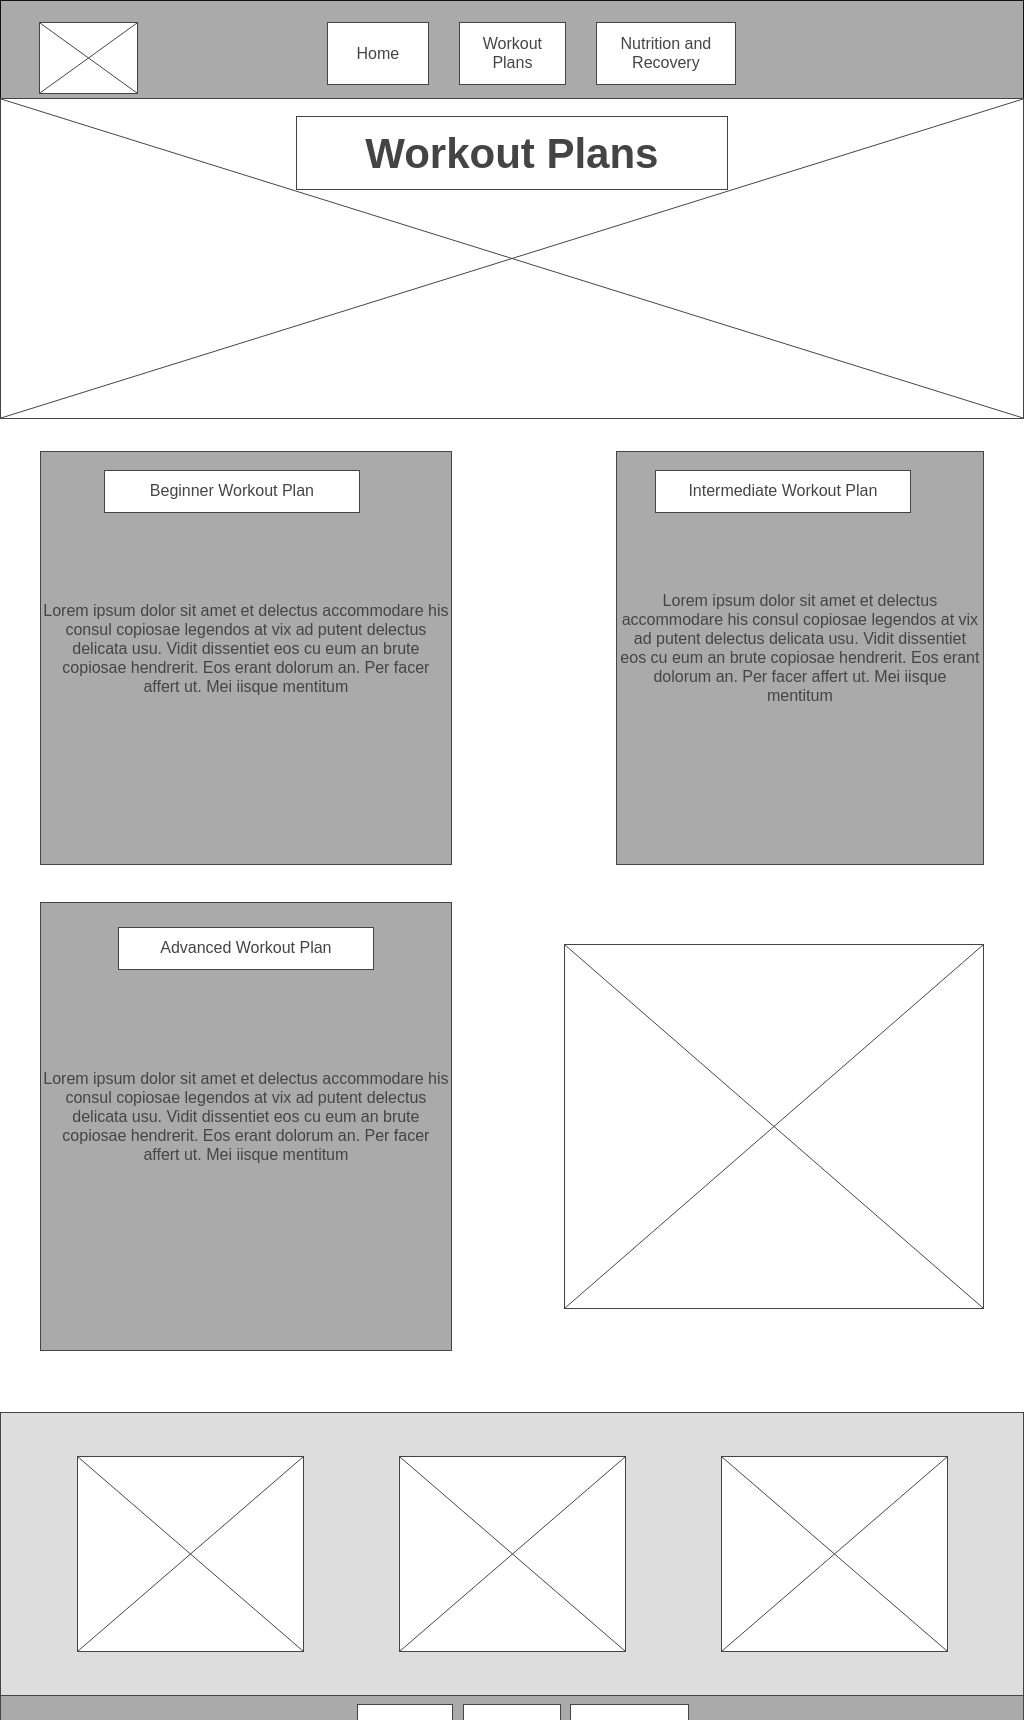 Home
Workout
Plans
Nutrition and
Recovery
Workout Plans
Beginner Workout Plan
Lorem ipsum dolor sit amet et delectus accommodare his
consul copiosae legendos at vix ad putent delectus
delicata usu. Vidit dissentiet eos cu eum an brute
copiosae hendrerit. Eos erant dolorum an. Per facer
affert ut. Mei iisque mentitum
Intermediate Workout Plan
Lorem ipsum dolor sit amet et delectus
accommodare his consul copiosae legendos at vix
ad putent delectus delicata usu. Vidit dissentiet
eos cu eum an brute copiosae hendrerit. Eos erant
dolorum an. Per facer affert ut. Mei iisque
mentitum
Advanced Workout Plan
Lorem ipsum dolor sit amet et delectus accommodare his
consul copiosae legendos at vix ad putent delectus
delicata usu. Vidit dissentiet eos cu eum an brute
copiosae hendrerit. Eos erant dolorum an. Per facer
affert ut. Mei iisque mentitum